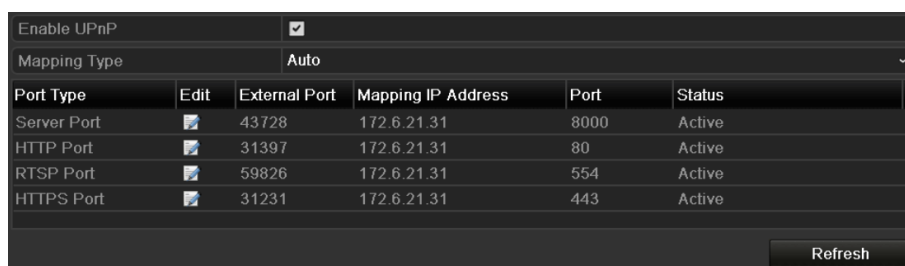 Enable UPnP
Mapping Type Auto
Port Type Edit External Port Mapping IP Address Port Status
Server Port 43728 172.6.21.31 8000 Active
HTTP Port 31397 172.6.21.31 80 Active
RTSP Port 59826 172.6.21.31 554 Active
HTTPS Port 31231 172.6.21.31 443 Active
Refresh